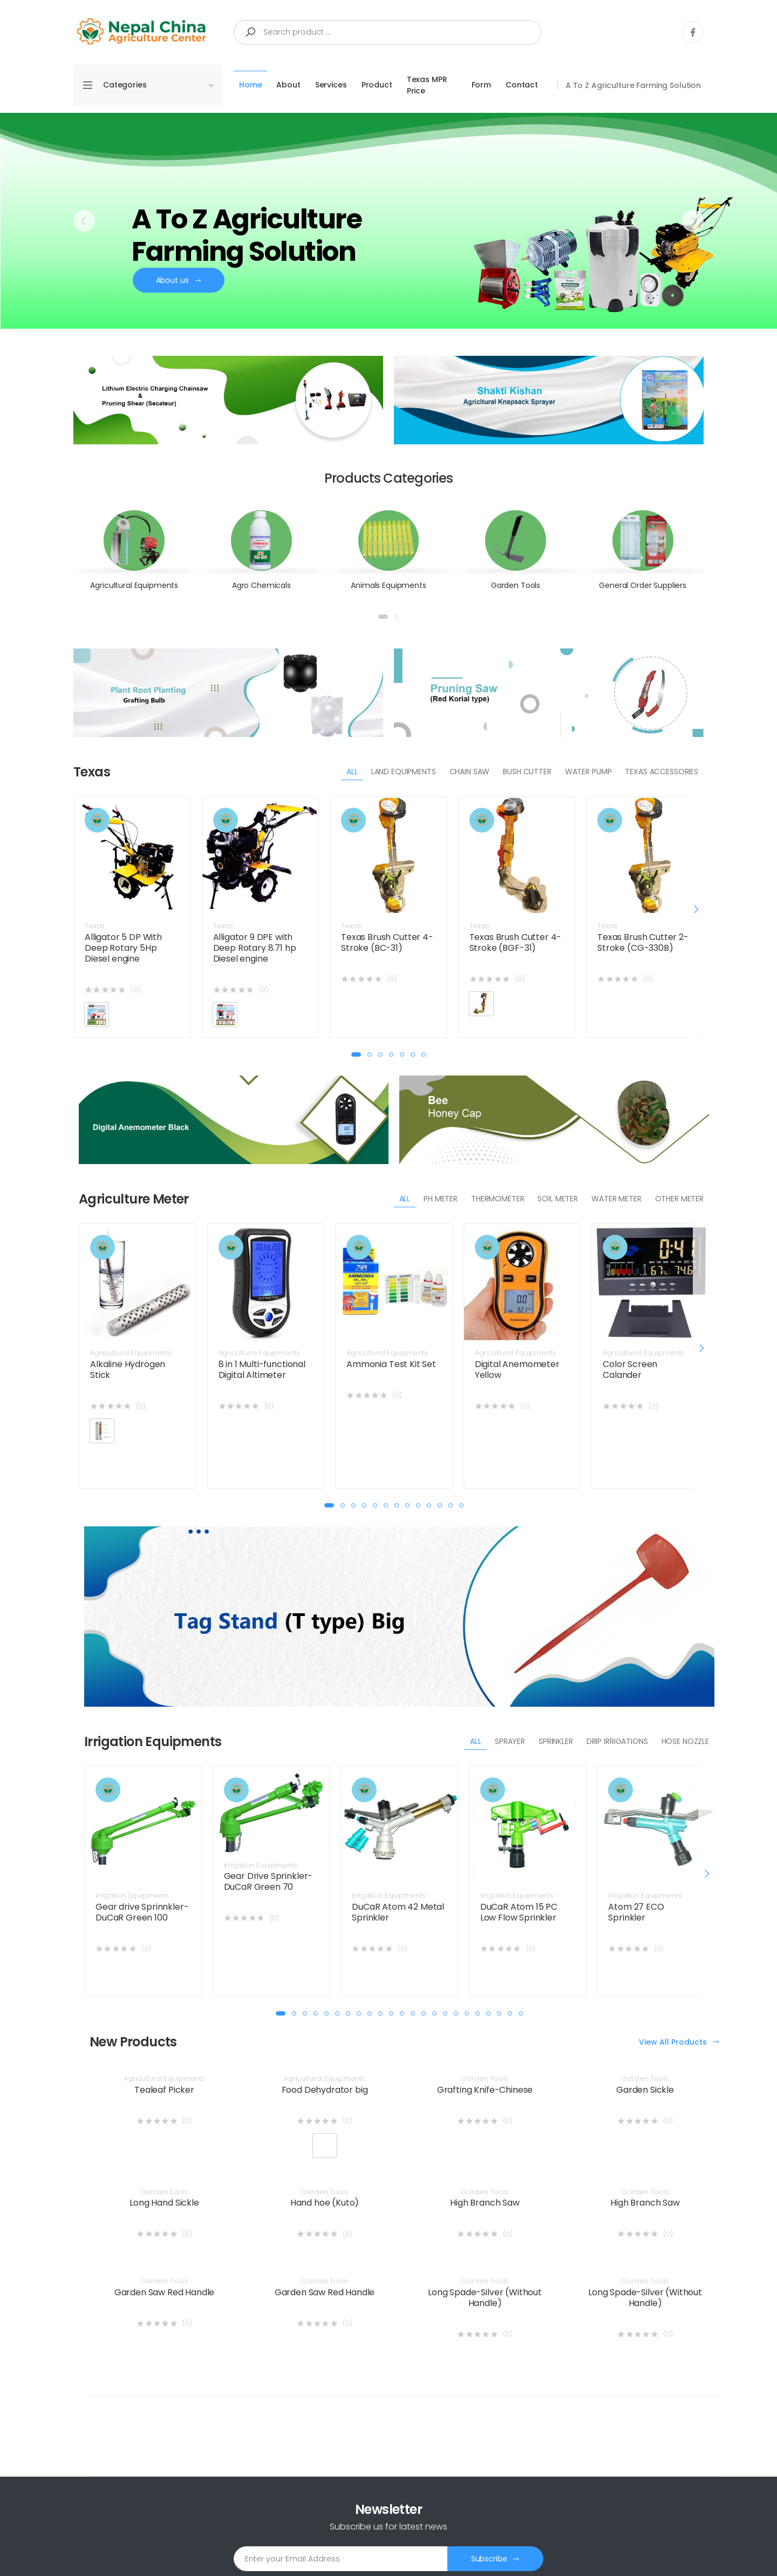 Nepal China
Agriculture Center
Search product ...
Categories
Home
About
Services
Product
Texas MPR
Price
Form
Contact
A To Z Agriculture Farming Solution
A To Z Agriculture
Farming Solution
About us →
Lithium Electric Charging Chainsaw
&
Pruning Shear (Secateur)
Shakti Kishan
Agricitural Knapsack Sprayer
Products Categories
Agricultural Equipments
Agro Chemicals
Animals Equipments
Garden Tools
General Order Suppliers
Plant Root Planting
Grafting Bulb
Pruning Saw
(Red Korial type)
Texas
ALL
LAND EQUIPMENTS
CHAIN SAW
BUSH CUTTER
WATER PUMP
TEXAS ACCESSORIES
Texas
Alligator 5 DP With
Deep Rotary 5Hp
Diesel engine
(0)
Texas
Alligator 9 DPE with
Deep Rotary 8.71 hp
Diesel engine
(0)
Texas
Texas Brush Cutter 4-
Stroke (BC-31)
(0)
Texas
Texas Brush Cutter 4-
Stroke (BGF-31)
(0)
Texas
Texas Brush Cutter 2-
Stroke (CG-330B)
(0)
Digital Anemometer Black
Bee
Honey Cap
Agriculture Meter
ALL
PH METER
THERMOMETER
SOIL METER
WATER METER
OTHER METER
Agricultural Equipments
Alkaline Hydrogen
Stick
(0)
Agricultural Equipments
8 in 1 Multi-functional
Digital Altimeter
(0)
Agricultural Equipments
Ammonia Test Kit Set
(0)
Agricultural Equipments
Digital Anemometer
Yellow
(0)
Agricultural Equipments
Color Screen
Calander
(0)
Tag Stand (T type) Big
Irrigation Equipments
ALL
SPRAYER
SPRINKLER
DRIP IRRIGATIONS
HOSE NOZZLE
Irrigation Equipments
Gear drive Sprinnkler-
DuCaR Green 100
(0)
Irrigation Equipments
Gear Drive Sprinkler-
DuCaR Green 70
(0)
Irrigation Equipments
DuCaR Atom 42 Metal
Sprinkler
(0)
Irrigation Equipments
DuCaR Atom 15 PC
Low Flow Sprinkler
(0)
Irrigation Equipments
Atom 27 ECO
Sprinkler
(0)
New Products
View All Products →
Agricultural Equipments
Tealeaf Picker
(0)
Agricultural Equipments
Food Dehydrator big
(0)
Garden Tools
Grafting Knife-Chinese
(0)
Garden Tools
Garden Sickle
(0)
Garden Tools
Long Hand Sickle
(0)
Garden Tools
Hand hoe (Kuto)
(0)
Garden Tools
High Branch Saw
(0)
Garden Tools
High Branch Saw
(0)
Garden Tools
Garden Saw Red Handle
(0)
Garden Tools
Garden Saw Red Handle
(0)
Garden Tools
Long Spade-Silver (Without
Handle)
(0)
Garden Tools
Long Spade-Silver (Without
Handle)
(0)
Newsletter
Subscribe us for latest news
Enter your Email Address
Subscribe →